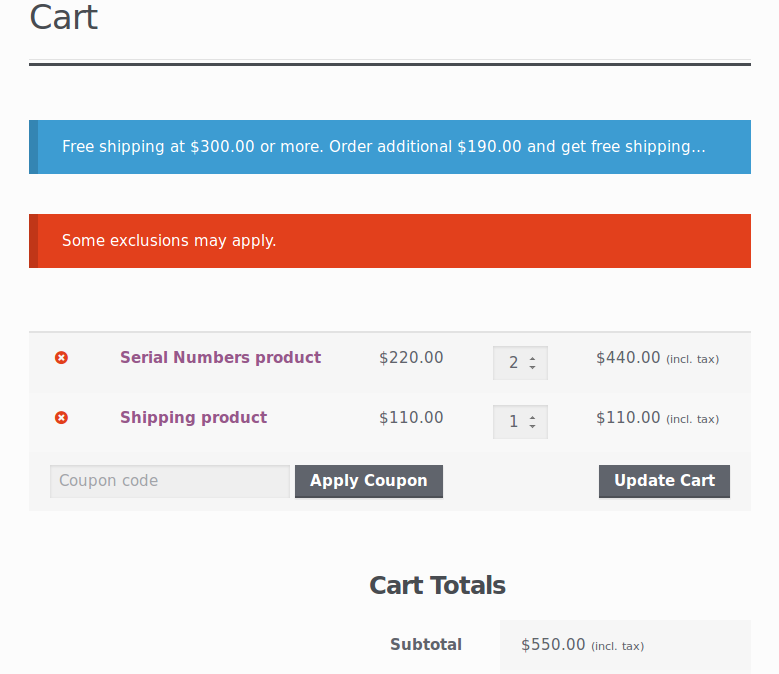 Cart
Free shipping at $300.00 or more. Order additional $190.00 and get free shipping...
Some exclusions may apply.
Serial Numbers product $220.00 2 $440.00 (incl. tax)
Shipping product $110.00 1 $110.00 (incl. tax)
Coupon code Apply Coupon Update Cart
Cart Totals
Subtotal $550.00 (incl. tax)